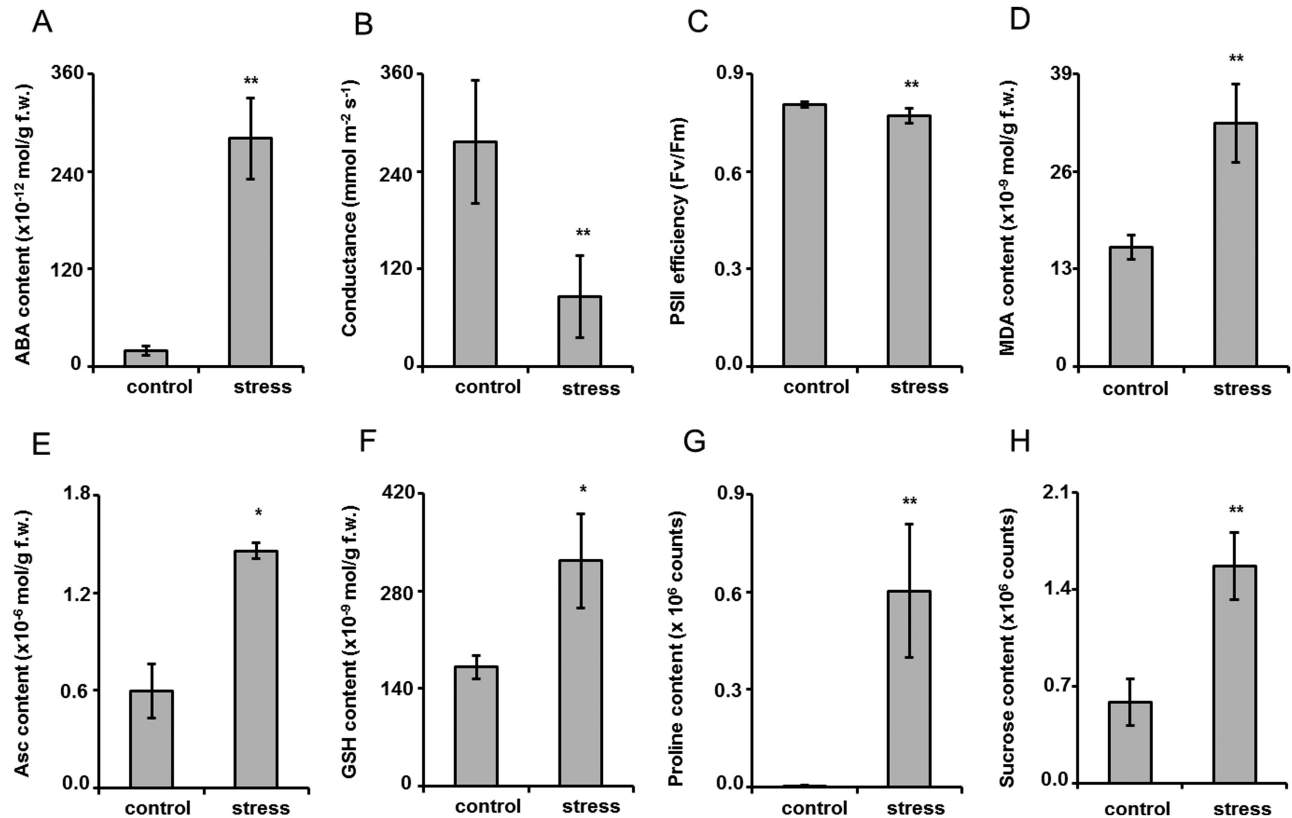 A
ABA content (x10-12 mol/g f.w.)
360
240
120
0
**
control
stress
B
Conductance (mmol m-2 s-1)
360
240
120
0
**
control
stress
C
PSII efficiency (Fv/Fm)
0.9
0.6
0.3
0.0
**
control
stress
D
MDA content (x10-9 mol/g f.w.)
39
26
13
0
**
control
stress
E
Asc content (x10-6 mol/g f.w.)
1.8
1.2
0.6
0.0
*
control
stress
F
GSH content (x10-9 mol/g f.w.)
420
280
140
0
*
control
stress
G
Proline content (x 106 counts)
0.9
0.6
0.3
0.0
**
control
stress
H
Sucrose content (x106 counts)
2.1
1.4
0.7
0.0
**
control
stress